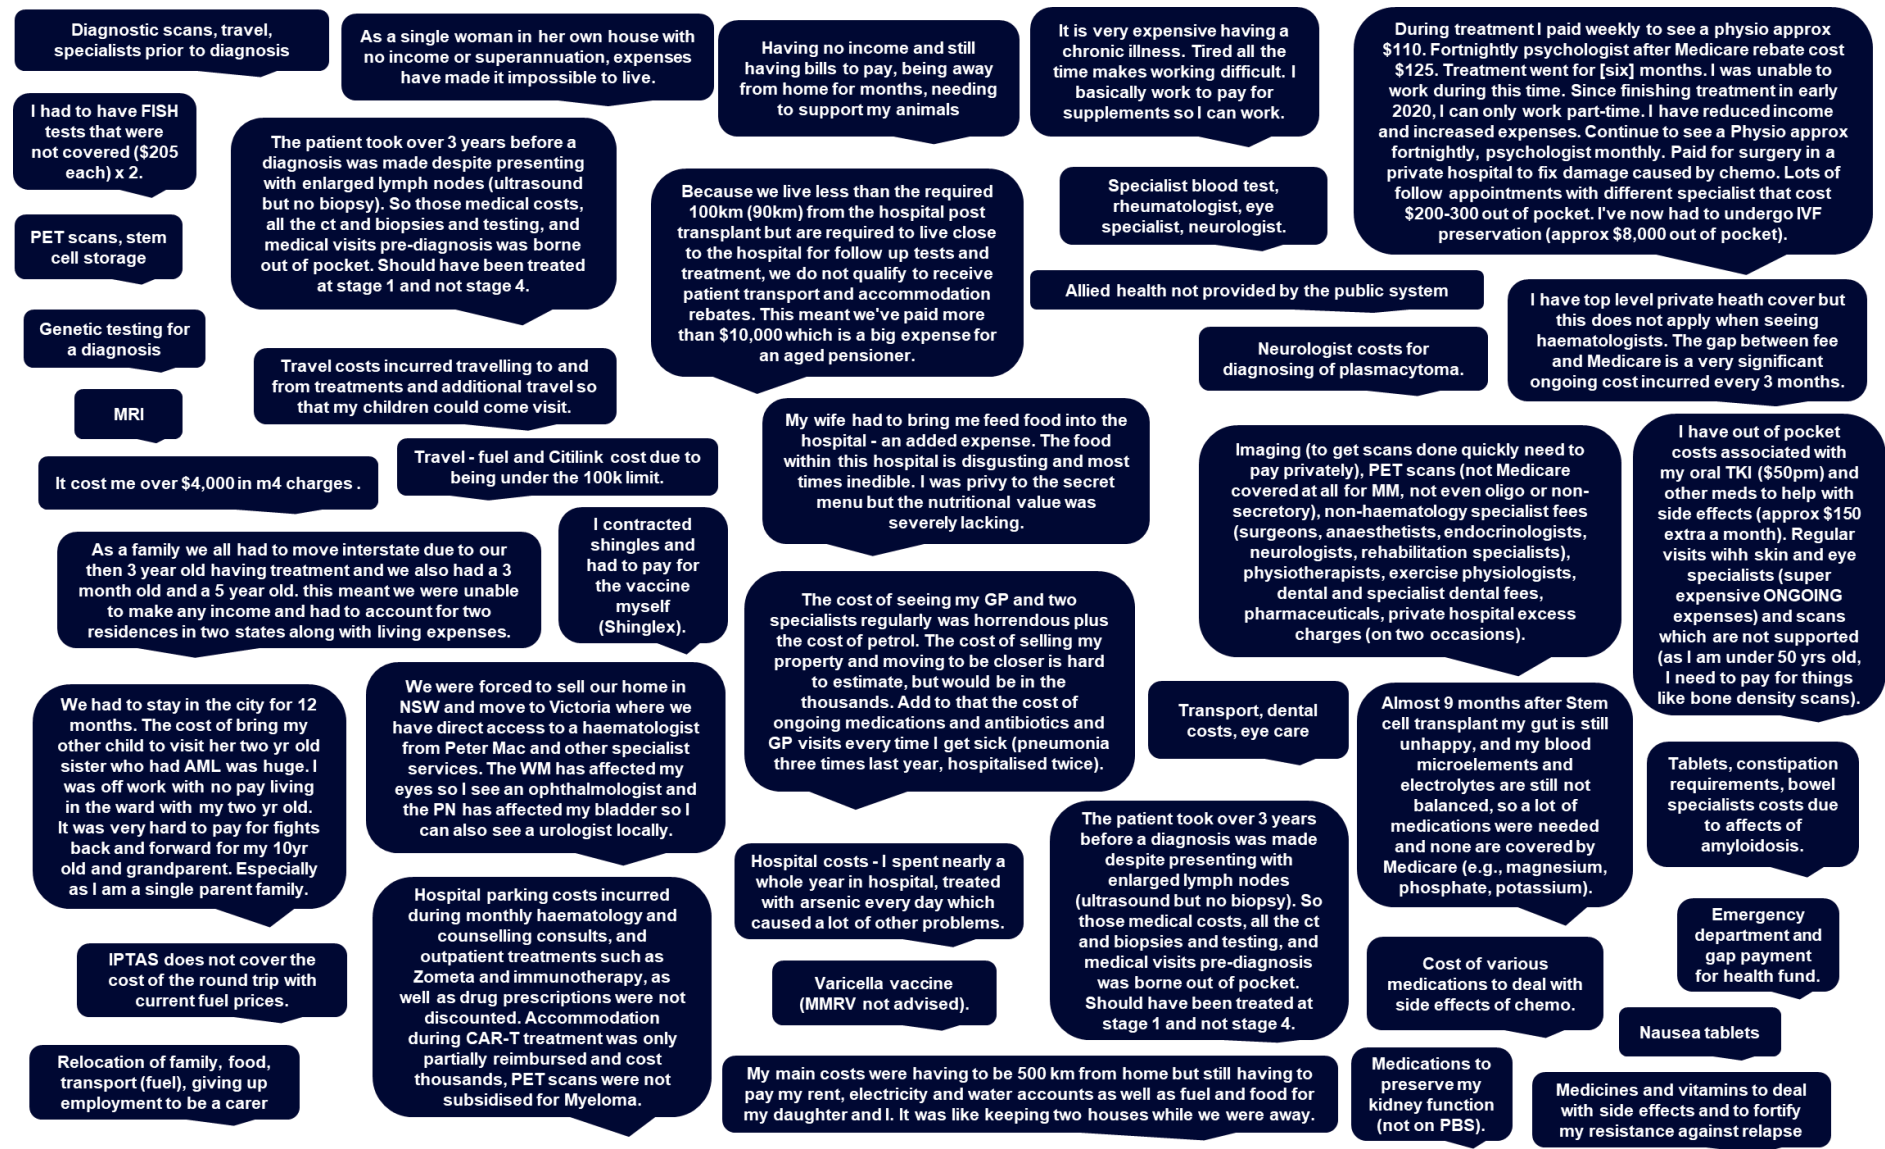 Diagnostic scans, travel,
specialists prior to diagnosis
As a single woman in her own house with
no income or superannuation, expenses
have made it impossible to live.
Having no income and still
having bills to pay, being away
from home for months, needing
to support my animals
It is very expensive having a
chronic illness. Tired all the
time makes working difficult. I
basically work to pay for
supplements so I can work.
During treatment I paid weekly to see a physio approx
$110. Fortnightly psychologist after Medicare rebate cost
$125. Treatment went for [six] months. I was unable to
work during this time. Since finishing treatment in early
2020, I can only work part-time. I have reduced income
and increased expenses. Continue to see a Physio approx
fortnightly, psychologist monthly. Paid for surgery in a
private hospital to fix damage caused by chemo. Lots of
follow appointments with different specialist that cost
$200-300 out of pocket. I've now had to undergo IVF
preservation (approx $8,000 out of pocket).
I had to have FISH
tests that were
not covered ($205
each) x 2.
The patient took over 3 years before a
diagnosis was made despite presenting
with enlarged lymph nodes (ultrasound
but no biopsy). So those medical costs,
all the ct and biopsies and testing, and
medical visits pre-diagnosis was borne
out of pocket. Should have been treated
at stage 1 and not stage 4.
Because we live less than the required
100km (90km) from the hospital post
transplant but are required to live close
to the hospital for follow up tests and
treatment, we do not qualify to receive
patient transport and accommodation
rebates. This meant we've paid more
than $10,000 which is a big expense for
an aged pensioner.
Specialist blood test,
rheumatologist, eye
specialist, neurologist.
PET scans, stem
cell storage
Allied health not provided by the public system
I have top level private heath cover but
this does not apply when seeing
haematologists. The gap between fee
and Medicare is a very significant
ongoing cost incurred every 3 months.
Genetic testing for
a diagnosis
Travel costs incurred travelling to and
from treatments and additional travel so
that my children could come visit.
Neurologist costs for
diagnosing of plasmacytoma.
MRI
My wife had to bring me feed food into the
hospital - an added expense. The food
within this hospital is disgusting and most
times inedible. I was privy to the secret
menu but the nutritional value was
severely lacking.
Imaging (to get scans done quickly need to
pay privately), PET scans (not Medicare
covered at all for MM, not even oligo or non-
secretory), non-haematology specialist fees
(surgeons, anaesthetists, endocrinologists,
neurologists, rehabilitation specialists),
physiotherapists, exercise physiologists,
dental and specialist dental fees,
pharmaceuticals, private hospital excess
charges (on two occasions).
I have out of pocket
costs associated with
my oral TKI ($50pm) and
other meds to help with
side effects (approx $150
extra a month). Regular
visits wihh skin and eye
specialists (super
expensive ONGOING
expenses) and scans
which are not supported
(as I am under 50 yrs old,
I need to pay for things
like bone density scans).
It cost me over $4,000 in m4 charges .
Travel - fuel and Citilink cost due to
being under the 100k limit.
As a family we all had to move interstate due to our
then 3 year old having treatment and we also had a 3
month old and a 5 year old. this meant we were unable
to make any income and had to account for two
residences in two states along with living expenses.
I contracted
shingles and
had to pay for
the vaccine
myself
(Shinglex).
The cost of seeing my GP and two
specialists regularly was horrendous plus
the cost of petrol. The cost of selling my
property and moving to be closer is hard
to estimate, but would be in the
thousands. Add to that the cost of
ongoing medications and antibiotics and
GP visits every time I get sick (pneumonia
three times last year, hospitalised twice).
We had to stay in the city for 12
months. The cost of bring my
other child to visit her two yr old
sister who had AML was huge. I
was off work with no pay living
in the ward with my two yr old.
It was very hard to pay for fights
back and forward for my 10yr
old and grandparent. Especially
as I am a single parent family.
We were forced to sell our home in
NSW and move to Victoria where we
have direct access to a haematologist
from Peter Mac and other specialist
services. The WM has affected my
eyes so I see an ophthalmologist and
the PN has affected my bladder so I
can also see a urologist locally.
Transport, dental
costs, eye care
Almost 9 months after Stem
cell transplant my gut is still
unhappy, and my blood
microelements and
electrolytes are still not
balanced, so a lot of
medications were needed
and none are covered by
Medicare (e.g., magnesium,
phosphate, potassium).
Tablets, constipation
requirements, bowel
specialists costs due
to affects of
amyloidosis.
Hospital costs - I spent nearly a
whole year in hospital, treated
with arsenic every day which
caused a lot of other problems.
The patient took over 3 years
before a diagnosis was made
despite presenting with
enlarged lymph nodes
(ultrasound but no biopsy). So
those medical costs, all the ct
and biopsies and testing, and
medical visits pre-diagnosis
was borne out of pocket.
Should have been treated at
stage 1 and not stage 4.
Hospital parking costs incurred
during monthly haematology and
counselling consults, and
outpatient treatments such as
Zometa and immunotherapy, as
well as drug prescriptions were not
discounted. Accommodation
during CAR-T treatment was only
partially reimbursed and cost
thousands, PET scans were not
subsidised for Myeloma.
Emergency
department and
gap payment
for health fund.
IPTAS does not cover the
cost of the round trip with
current fuel prices.
Varicella vaccine
(MMRV not advised).
Cost of various
medications to deal with
side effects of chemo.
Nausea tablets
Relocation of family, food,
transport (fuel), giving up
employment to be a carer
My main costs were having to be 500 km from home but still having to
pay my rent, electricity and water accounts as well as fuel and food for
my daughter and I. It was like keeping two houses while we were away.
Medications to
preserve my
kidney function
(not on PBS).
Medicines and vitamins to deal
with side effects and to fortify
my resistance against relapse